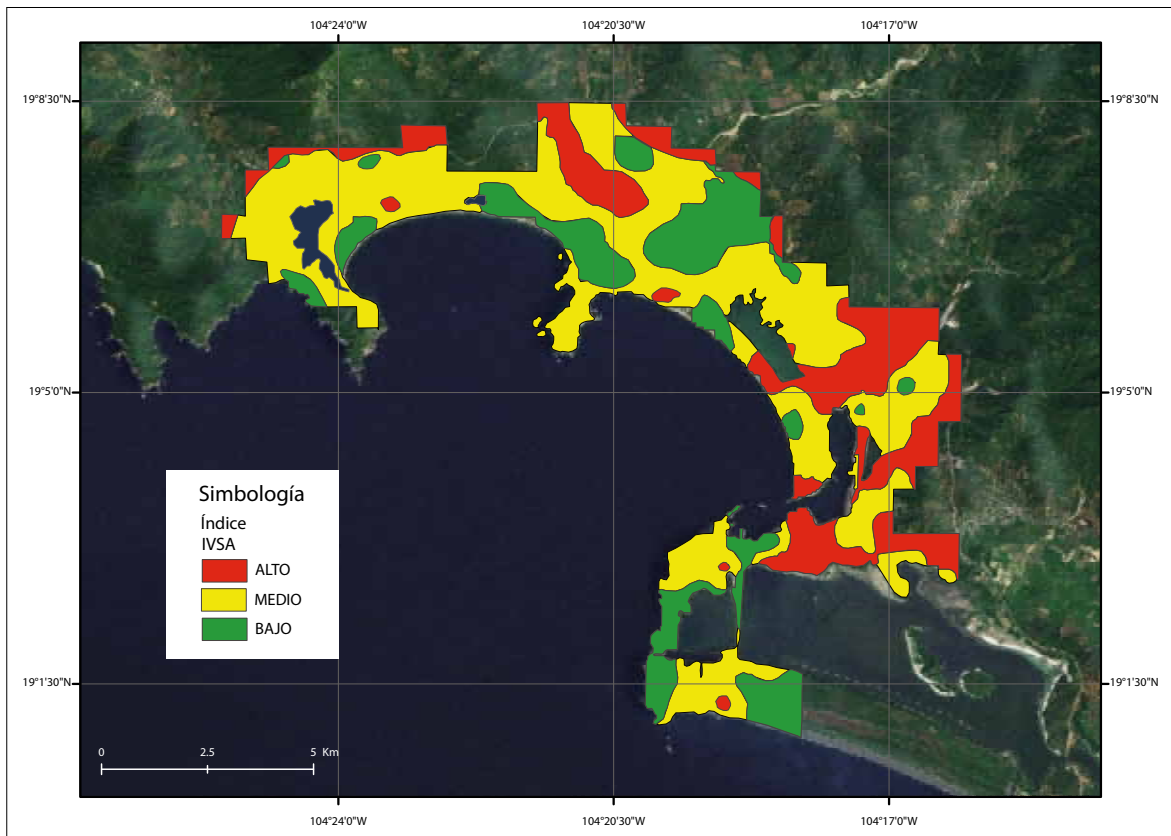 104°24'0"W 104°20'30"W 104°17'0"W
19°8'30"N 19°8'30"N
19°5'0"N 19°5'0"N
Simbología
Índice
IVSA
ALTO
MEDIO
BAJO
19°1'30"N 19°1'30"N
0 2.5 5 Km
104°24'0"W 104°20'30"W 104°17'0"W